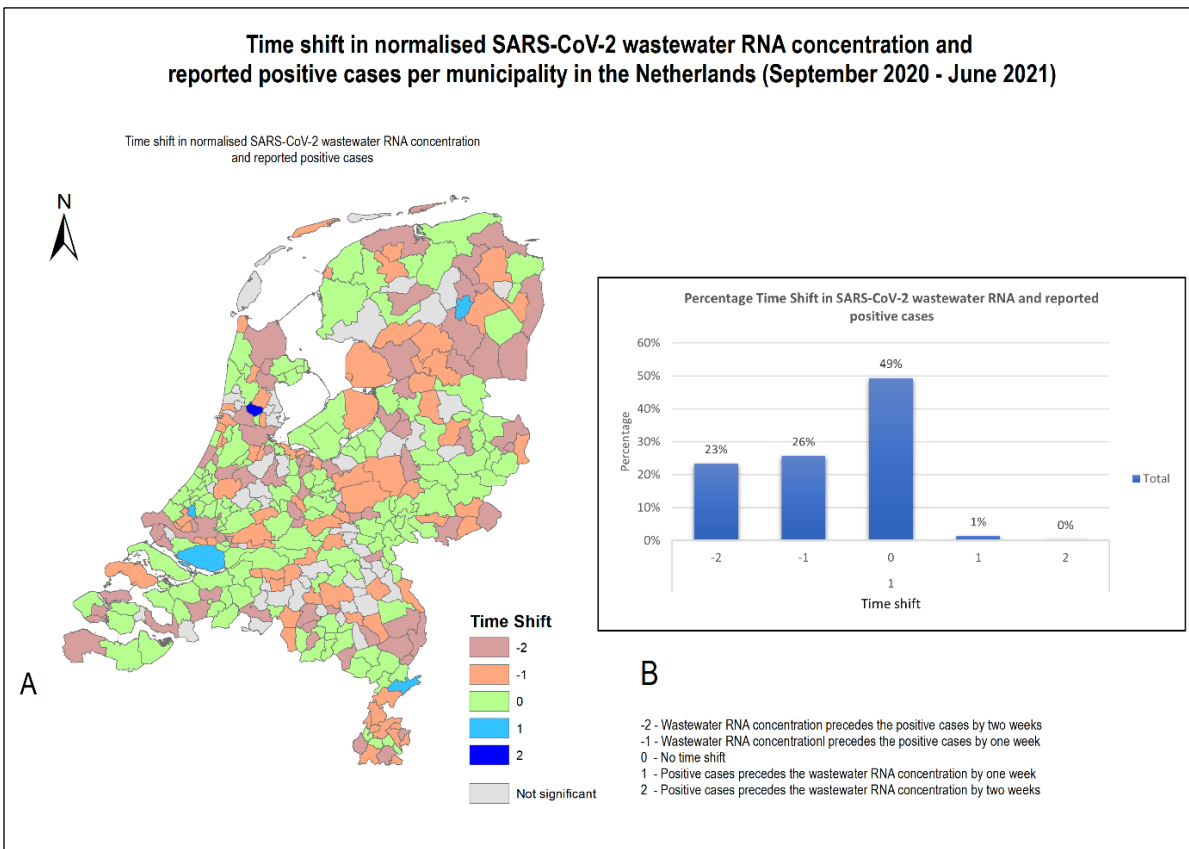 Time shift in normalised SARS-CoV-2 wastewater RNA concentration and
reported positive cases per municipality in the Netherlands (September 2020 - June 2021)
Time shift in normalised SARS-CoV-2 wastewater RNA concentration
and reported positive cases
N
A
Time Shift
-2
-1
0
1
2
Not significant
Percentage Time Shift in SARS-CoV-2 wastewater RNA and reported
positive cases
Percentage
60%
50%
40%
30%
20%
10%
0%
23%
26%
49%
1%
0%
-2
-1
0
1
2
1
Time shift
Total
B
-2 - Wastewater RNA concentration precedes the positive cases by two weeks
-1 - Wastewater RNA concentrationl precedes the positive cases by one week
0 - No time shift
1 - Positive cases precedes the wastewater RNA concentration by one week
2 - Positive cases precedes the wastewater RNA concentration by two weeks